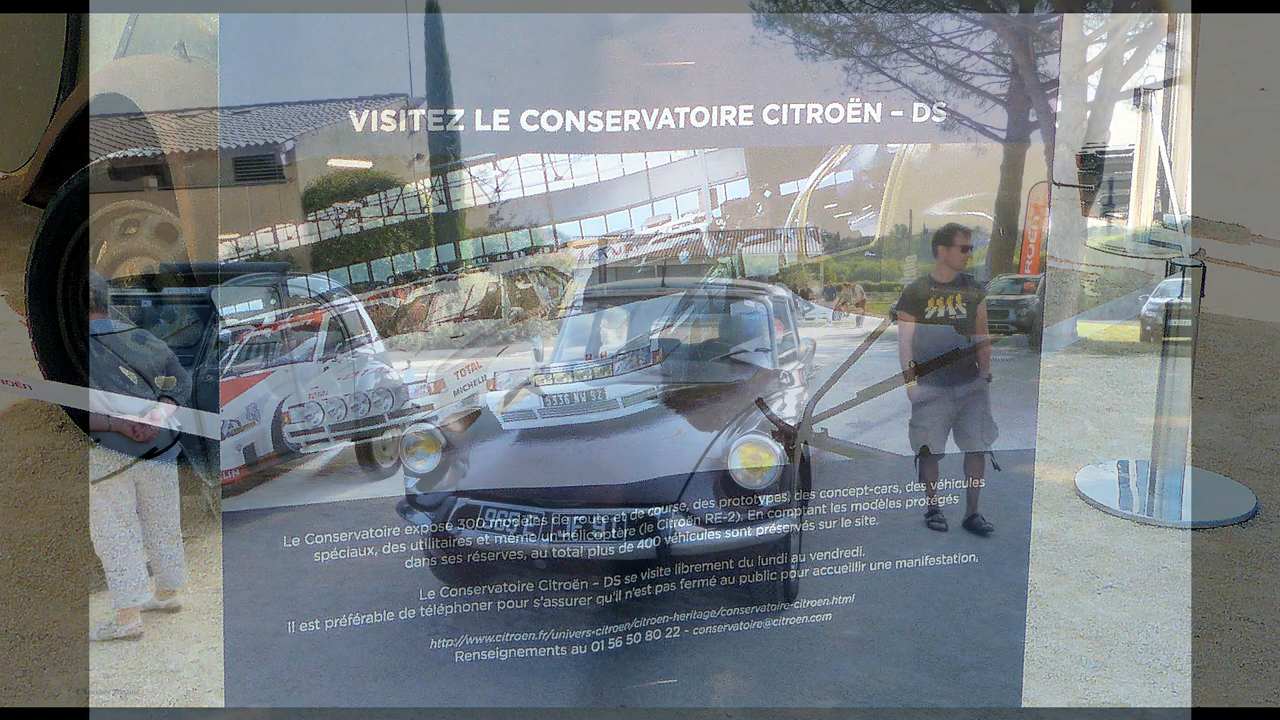 VISITEZ LE CONSERVATOIRE CITROËN – DS
TOTAL
MICHELIN
5336 NW 92
Le Conservatoire expose 300 modèles de route et de course, des prototypes, des concept-cars, des véhicules
spéciaux, des utilitaires et même un hélicoptère (le Citroën RE-2). En comptant les modèles protégés
dans ses réserves, au total plus de 400 véhicules sont préservés sur le site.
Le Conservatoire Citroën – DS se visite librement du lundi au vendredi.
Il est préférable de téléphoner pour s'assurer qu'il n'est pas fermé au public pour accueillir une manifestation,
http://www.citroen.fr/univers-citroen/citroen-heritage/conservatoire-citroen.html
Renseignements au 01 56 50 80 22 - conservatoire@citroen.com